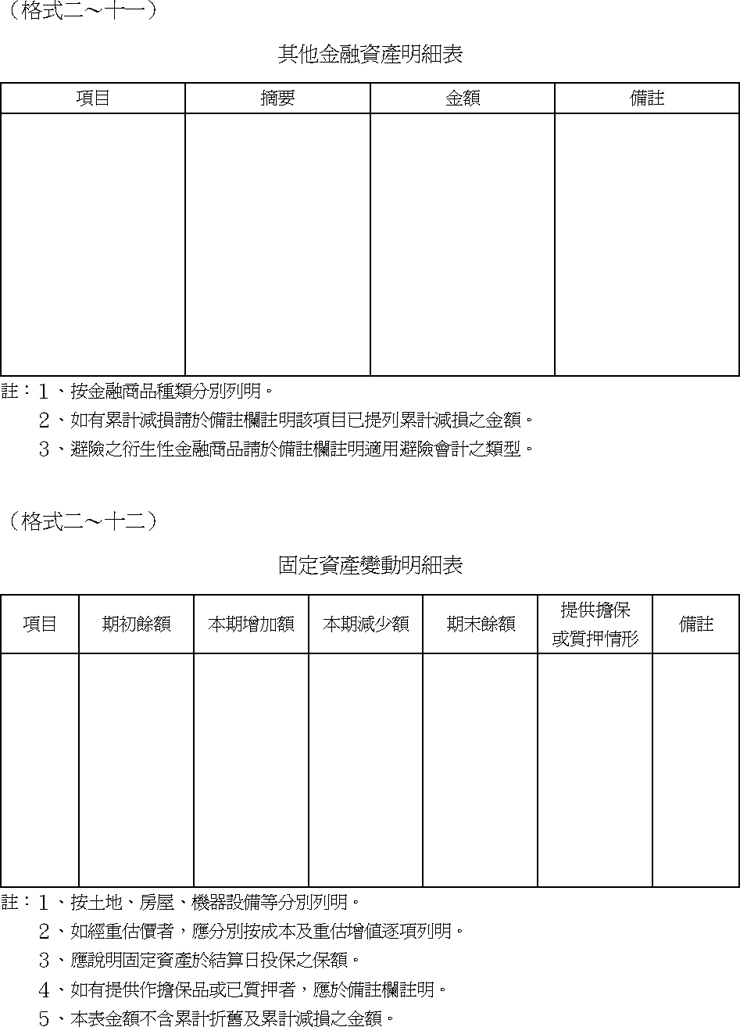 （格式二～十一）
其他金融資產明細表
項目 摘要 金額 備註
註：１、按金融商品種類分別列明。
２、如有累計減損請於備註欄註明該項目已提列累計減損之金額。
３、避險之衍生性金融商品請於備註欄註明適用避險會計之類型。
（格式二～十二）
固定資產變動明細表
項目 期初餘額 本期增加額 本期減少額 期末餘額 提供擔保 備註
或質押情形
註：１、按土地、房屋、機器設備等分別列明。
２、如經重估價者，應分別按成本及重估增值逐項列明。
３、應說明固定資產於結算日投保之保額。
４、如有提供作擔保品或已質押者，應於備註欄註明。
５、本表金額不含累計折舊及累計減損之金額。